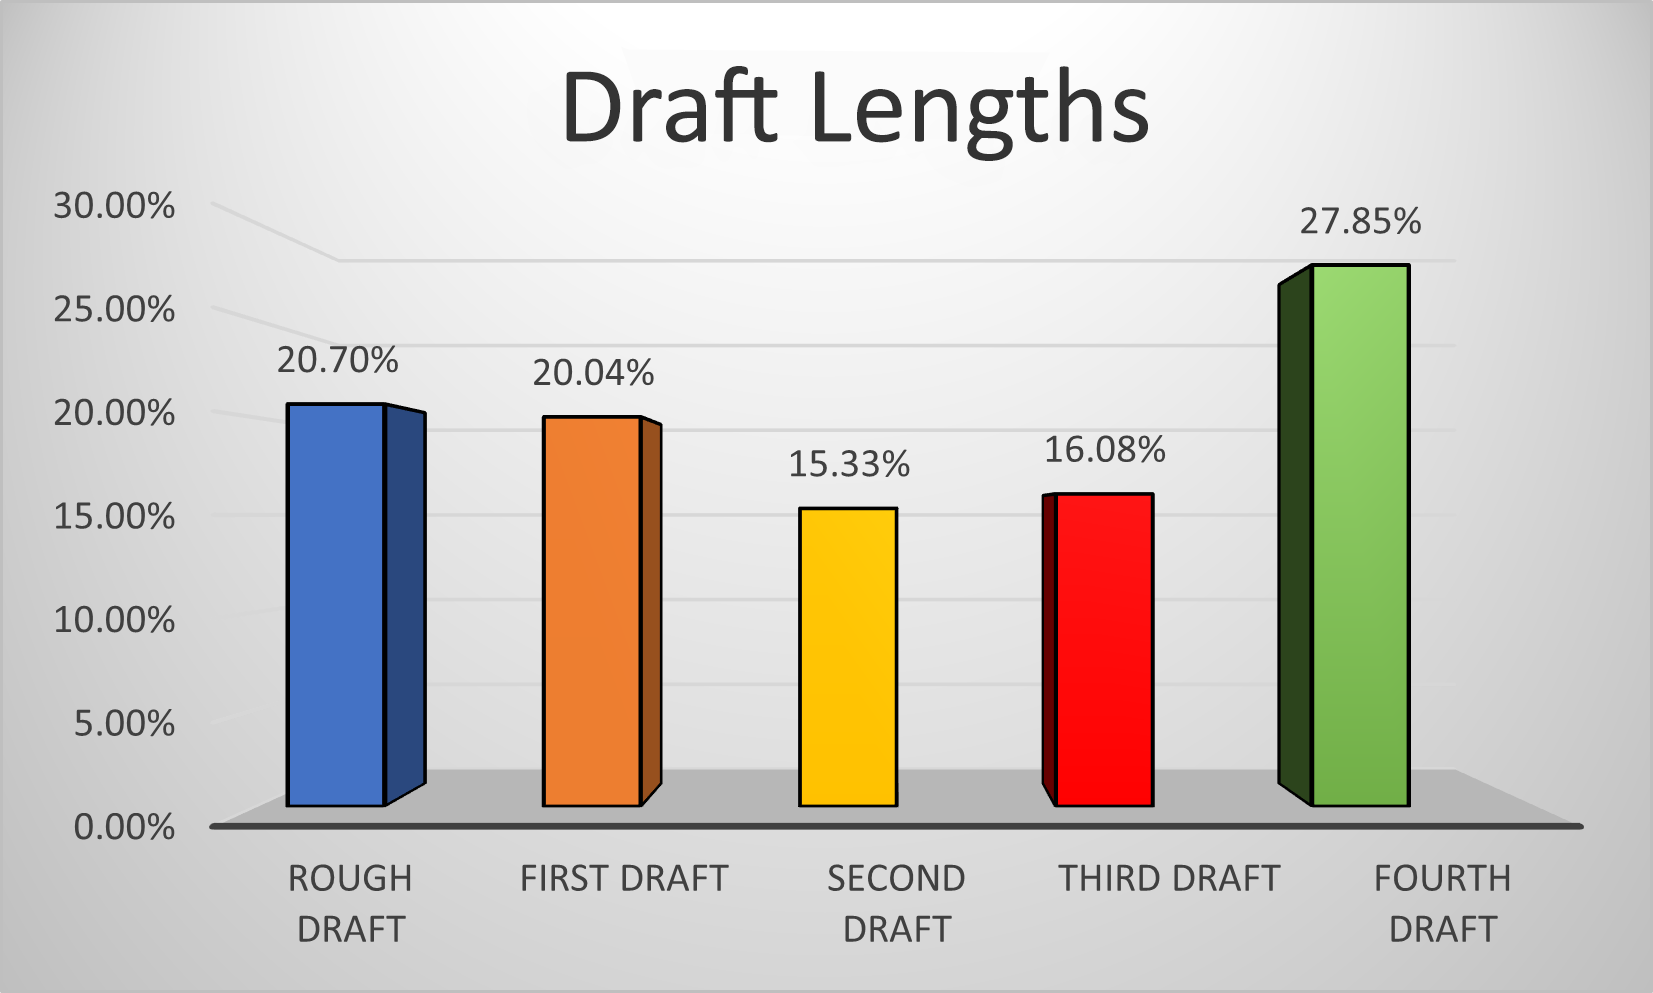 Draft Lengths
30.00%
25.00%
20.00%
15.00%
10.00%
5.00%
0.00%
20.70%
20.04%
15.33%
16.08%
27.85%
ROUGH
DRAFT
FIRST DRAFT
SECOND
DRAFT
THIRD DRAFT
FOURTH
DRAFT